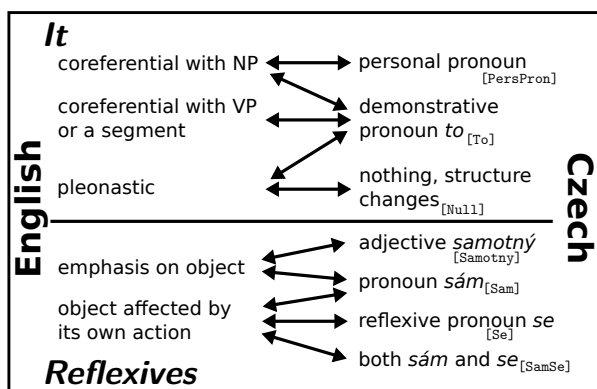 It
coreferential with NP
personal pronoun
[PersPron]
coreferential with VP
or a segment
demonstrative
pronoun to [To]
pleonastic
nothing, structure
changes [Null]
English
Czech
emphasis on object
adjective samotný
[Samotny]
pronoun sám [Sam]
object affected by
its own action
reflexive pronoun se
[Se]
both sám and se [SamSe]
Reflexives